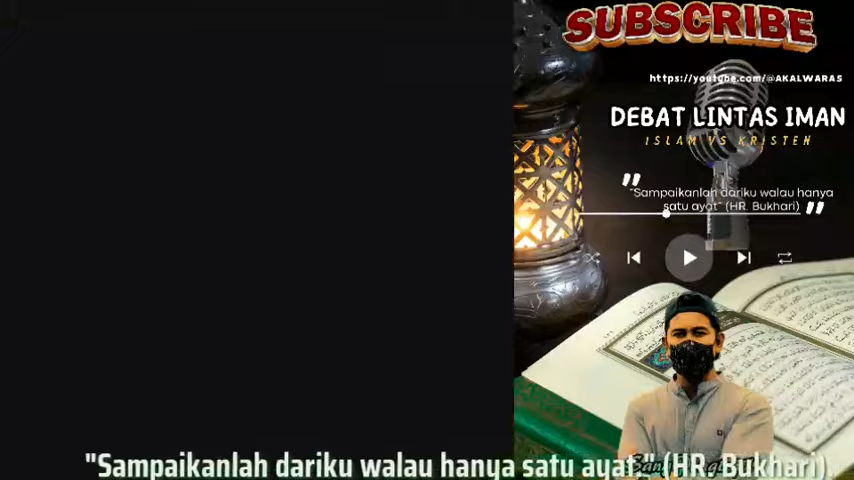 SUBSCRIBE
https://youtube.com/@AKALWARAS
DEBAT LINTAS IMAN
ISLAM VS KRISTEN
"Sampaikanlah dariku walau hanya
satu ayat" (HR. Bukhari)
"Sampaikanlah dariku walau hanya satu ayat." (HR. Bukhari).